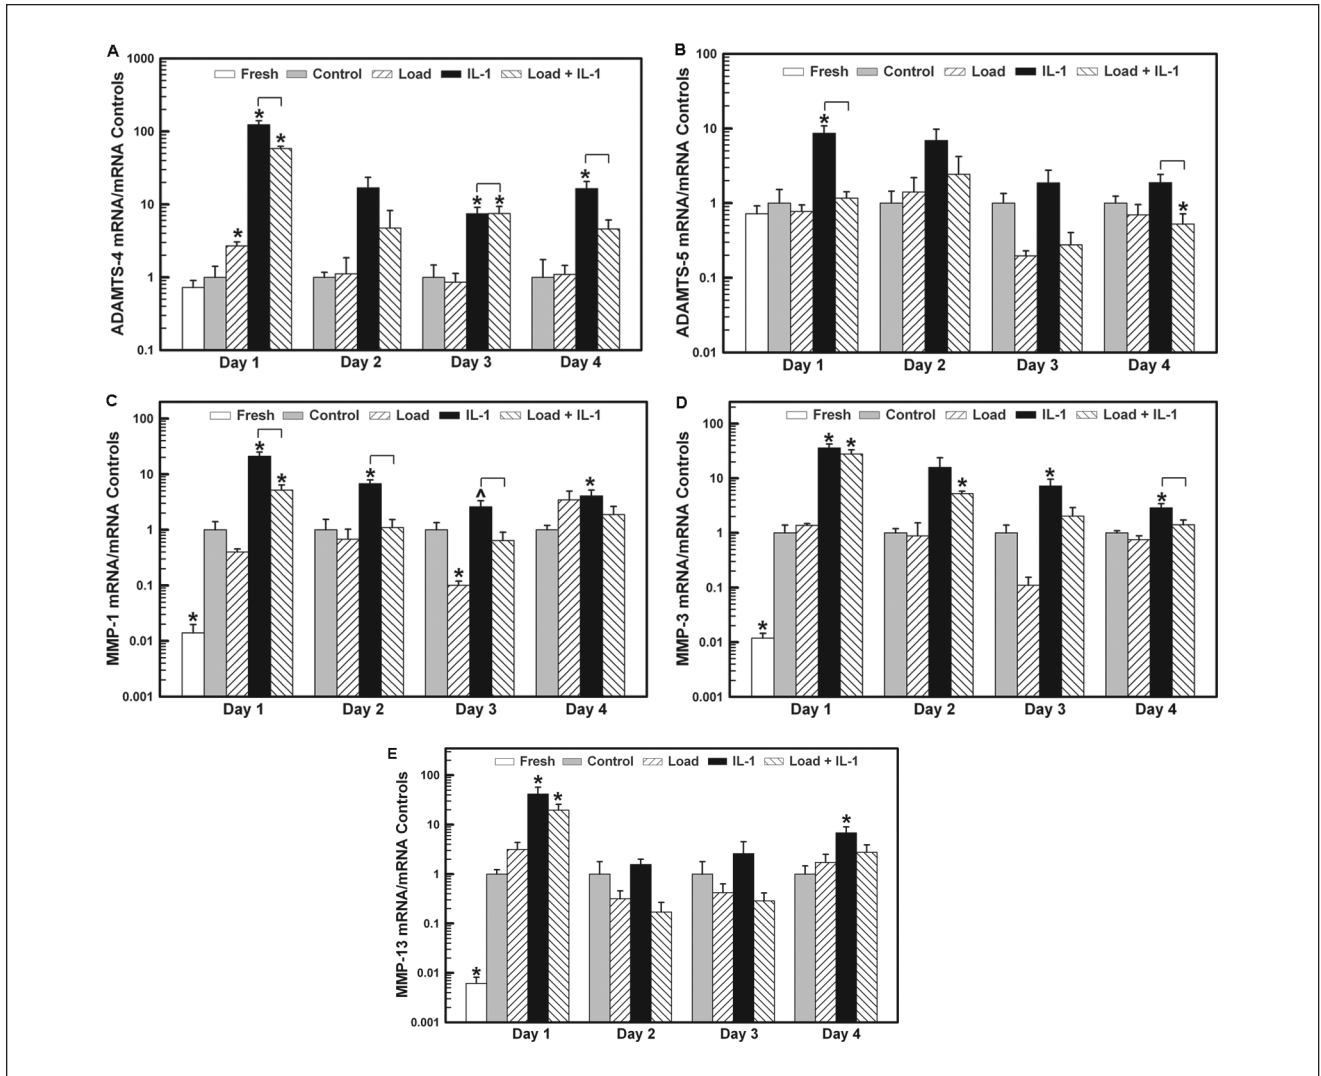 A
1000
100
10
1
0.1
ADAMTS-4 mRNA/mRNA Controls
Fresh Control Load IL-1 Load + IL-1
* * * * * *
Day 1 Day 2 Day 3 Day 4
B
100
10
1
0.1
0.01
ADAMTS-5 mRNA/mRNA Controls
Fresh Control Load IL-1 Load + IL-1
* *
Day 1 Day 2 Day 3 Day 4
C
100
10
1
0.1
0.01
0.001
MMP-1 mRNA/mRNA Controls
Fresh Control Load IL-1 Load + IL-1
* * * * * ^ *
Day 1 Day 2 Day 3 Day 4
D
100
10
1
0.1
0.01
0.001
MMP-3 mRNA/mRNA Controls
Fresh Control Load IL-1 Load + IL-1
* * * * * *
Day 1 Day 2 Day 3 Day 4
E
100
10
1
0.1
0.01
0.001
MMP-13 mRNA/mRNA Controls
Fresh Control Load IL-1 Load + IL-1
* * * *
Day 1 Day 2 Day 3 Day 4